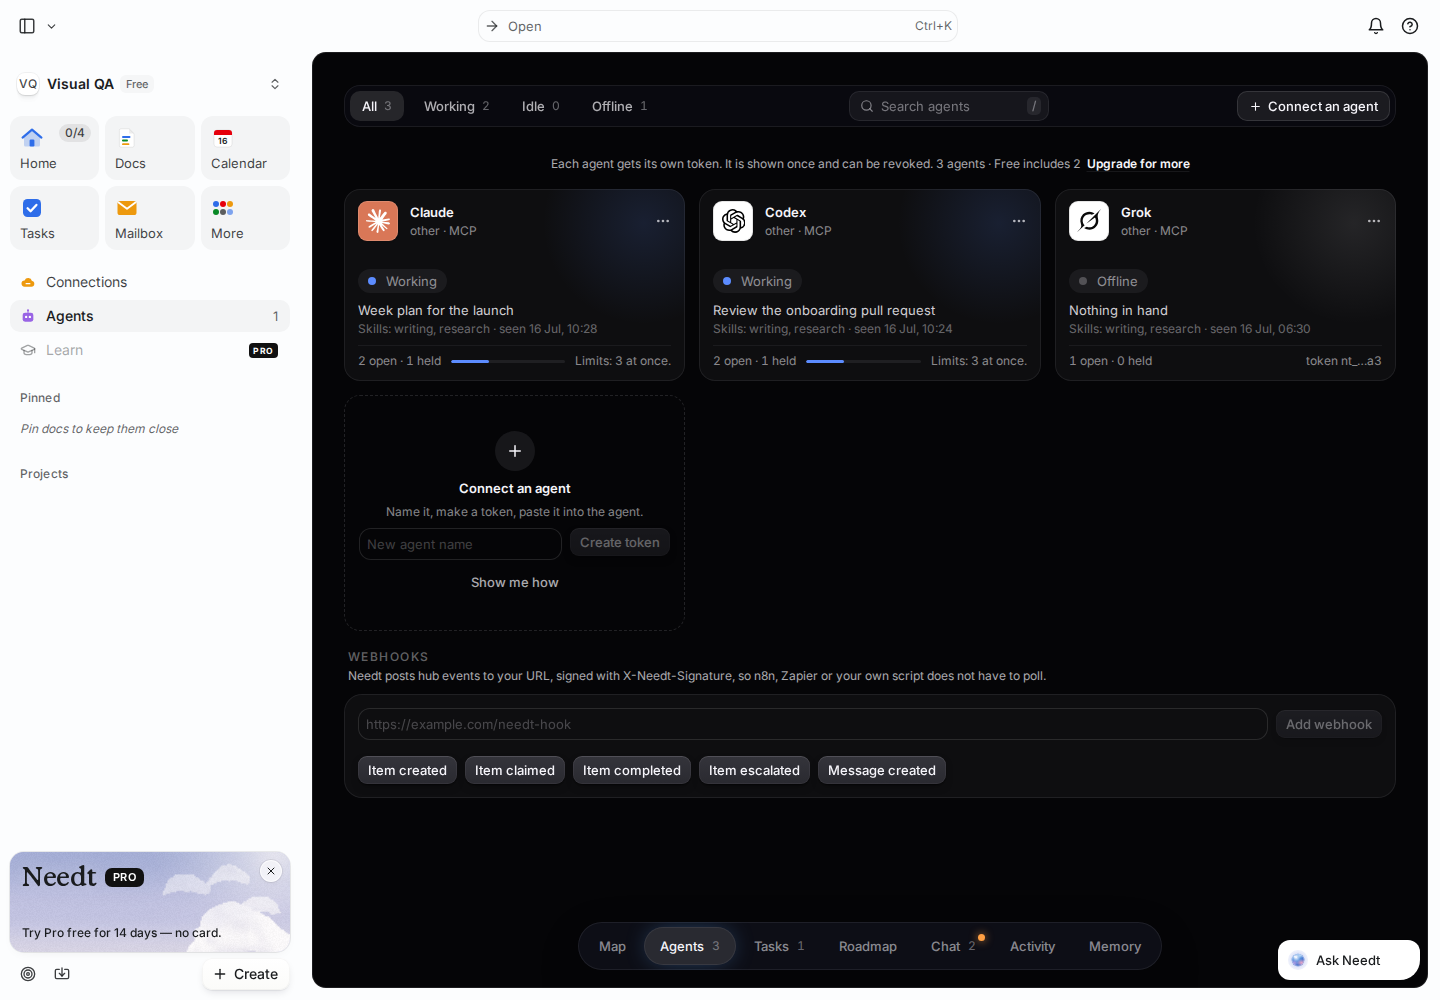 Open
Ctrl+K
VQ Visual QA Free
0/4
Home
Docs
16
Calendar
Tasks
Mailbox
More
Connections
Agents 1
Learn PRO
Pinned
Pin docs to keep them close
Projects
Needt PRO
Try Pro free for 14 days — no card.
Create
All 3
Working 2
Idle 0
Offline 1
Search agents /
Connect an agent
Each agent gets its own token. It is shown once and can be revoked. 3 agents · Free includes 2 Upgrade for more
Claude
other · MCP
Working
Week plan for the launch
Skills: writing, research · seen 16 Jul, 10:28
2 open · 1 held
Limits: 3 at once.
Codex
other · MCP
Working
Review the onboarding pull request
Skills: writing, research · seen 16 Jul, 10:24
2 open · 1 held
Limits: 3 at once.
Grok
other · MCP
Offline
Nothing in hand
Skills: writing, research · seen 16 Jul, 06:30
1 open · 0 held
token nt_…a3
Connect an agent
Name it, make a token, paste it into the agent.
New agent name
Create token
Show me how
WEBHOOKS
Needt posts hub events to your URL, signed with X-Needt-Signature, so n8n, Zapier or your own script does not have to poll.
https://example.com/needt-hook
Add webhook
Item created
Item claimed
Item completed
Item escalated
Message created
Map
Agents 3
Tasks 1
Roadmap
Chat 2
Activity
Memory
Ask Needt